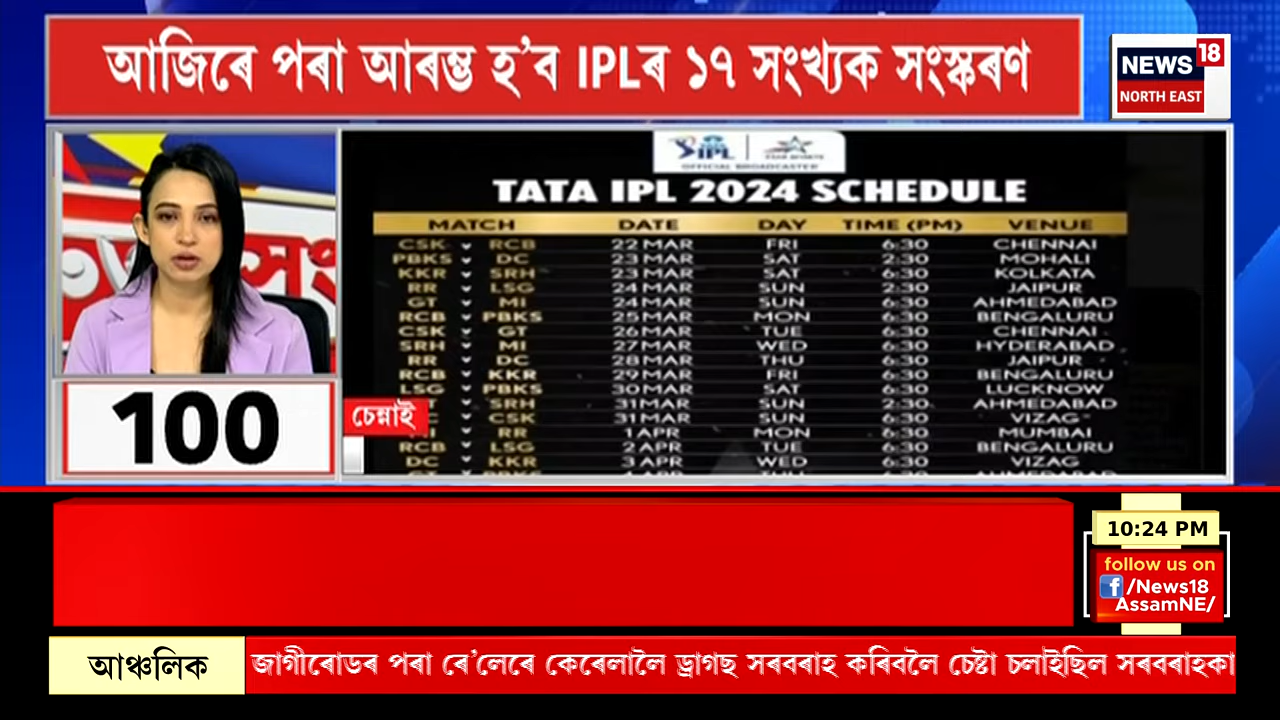 আজিৰে পৰা আৰম্ভ হ'ব IPLৰ ১৭ সংখ্যক সংস্কৰণ
NEWS 18
NORTH EAST
IPL
STAR SPORTS
OFFICIAL BROADCASTER
TATA IPL 2024 SCHEDULE
MATCH DATE DAY TIME (PM) VENUE
CSK v RCB 22 MAR FRI 6:30 CHENNAI
PBKS v DC 23 MAR SAT 2:30 MOHALI
KKR v SRH 23 MAR SAT 6:30 KOLKATA
RR v LSG 24 MAR SUN 2:30 JAIPUR
GT v MI 24 MAR SUN 6:30 AHMEDABAD
RCB v PBKS 25 MAR MON 6:30 BENGALURU
CSK v GT 26 MAR TUE 6:30 CHENNAI
SRH v MI 27 MAR WED 6:30 HYDERABAD
RR v DC 28 MAR THU 6:30 JAIPUR
RCB v KKR 29 MAR FRI 6:30 BENGALURU
LSG v PBKS 30 MAR SAT 6:30 LUCKNOW
v SRH 31 MAR SUN 2:30 AHMEDABAD
v CSK 31 MAR SUN 6:30 VIZAG
v RR 1 APR MON 6:30 MUMBAI
RCB v LSG 2 APR TUE 6:30 BENGALURU
DC v KKR 3 APR WED 6:30 VIZAG
চেন্নাই
100
10:24 PM
follow us on
/News18
AssamNE/
আঞ্চলিক
জাগীৰোডৰ পৰা ৰে'লেৰে কেৰেলালৈ ড্ৰাগছ সৰবৰাহ কৰিবলৈ চেষ্টা চলাইছিল সৰবৰাহকা